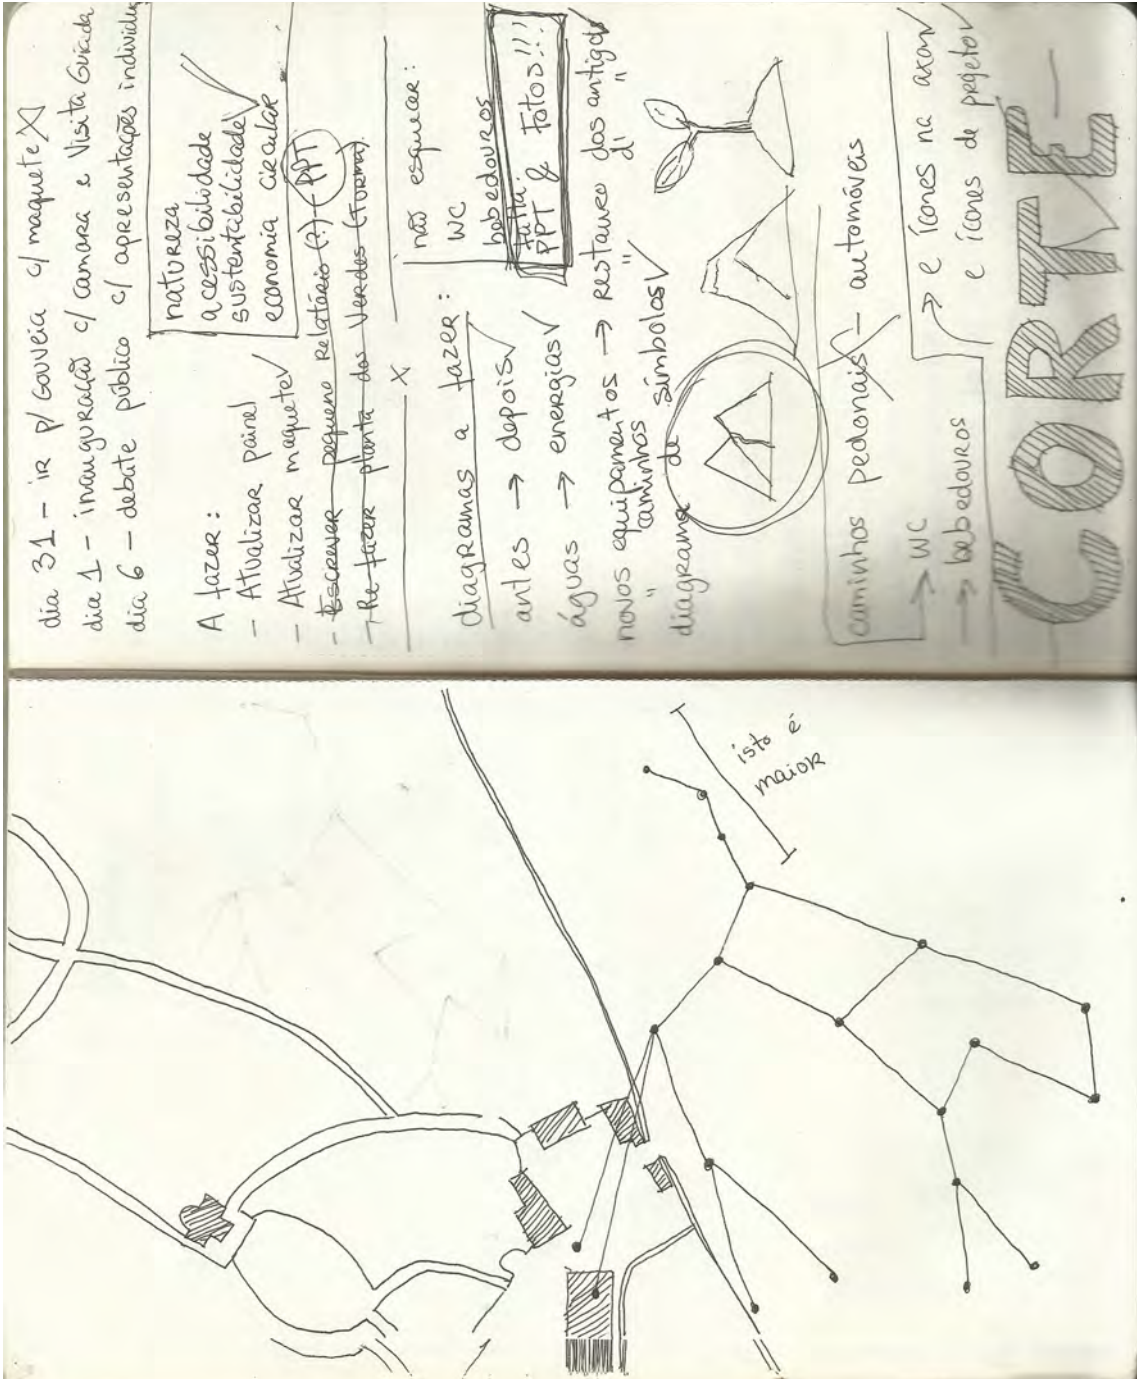 dia 31 - ir p/ Gouveia c/ maquete X
dia 1 - inauguração c/ camara e Visita Guiada
dia 6 - debate público c/ apresentações individu
natureza
acessibilidade
sustentabilidade
economia circular
A fazer:
- Atualizar painel
- Atualizar maquete ✓
- Escrever pequeno Relatório (?) - PPT
- Re-fazer planta dos Verdes (Turma)
X
não esquecer:
WC
bebedouros
falta:
PPT & Fotos!!!
diagramas a fazer:
antes → depois ✓
águas → energias ✓
novos equipamentos → restauro dos antigos
" caminhos " d' "
diagrama de símbolos ✓
caminhos pedonais - automóveis
→ WC → e ícones na axon ✓
→ bebedouros e ícones de projeto ✓
CORTE
isto é
maior